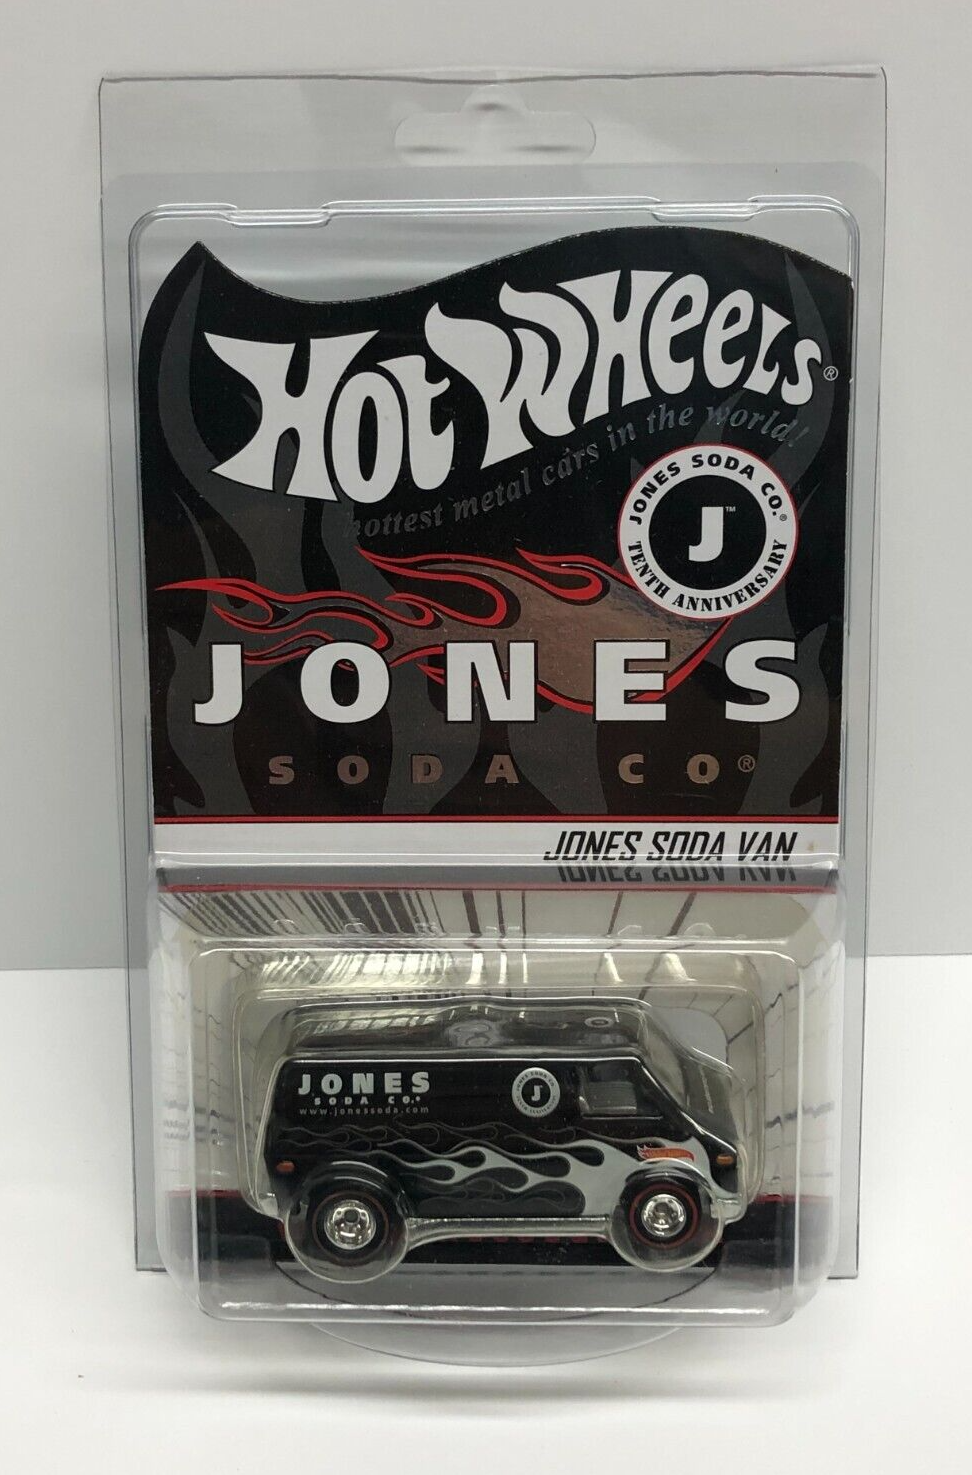 HOT WHEELS®
hottest metal cars in the world!
JONES SODA CO.®
J™
TENTH ANNIVERSARY
JONES
SODA CO®
JONES SODA VAN
JONES
SODA CO.®
www.jonessoda.com
J